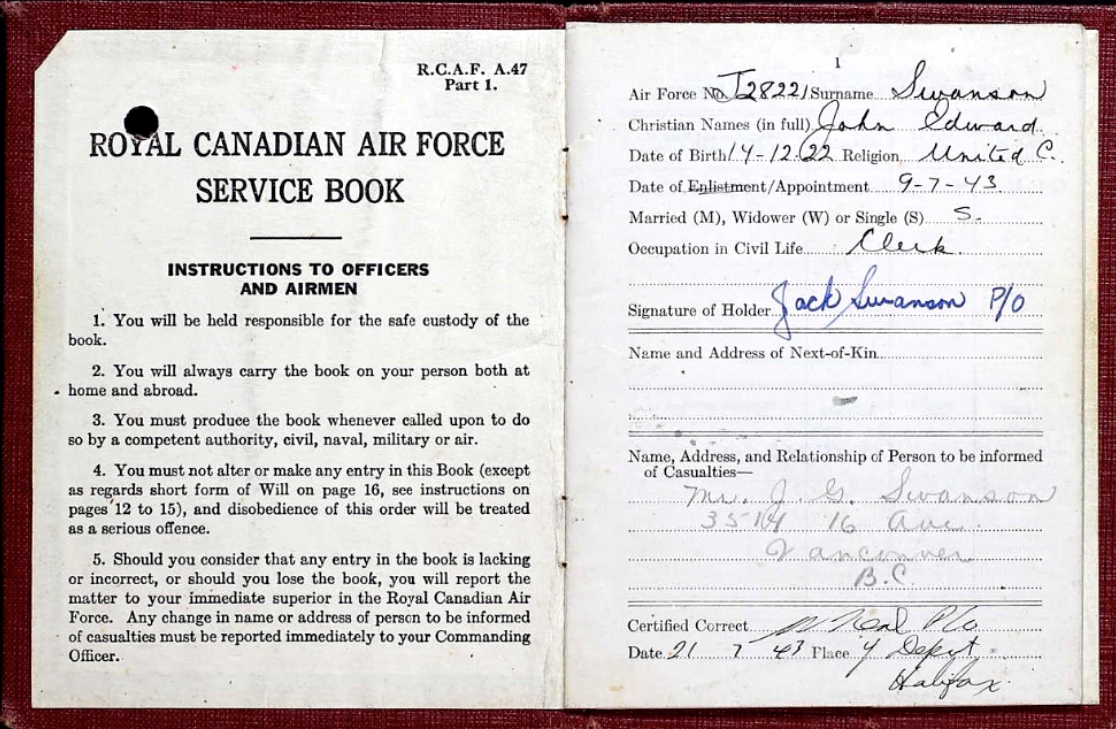 R.C.A.F. A.47
Part 1.
ROYAL CANADIAN AIR FORCE
SERVICE BOOK
INSTRUCTIONS TO OFFICERS
AND AIRMEN
1. You will be held responsible for the safe custody of the
book.
2. You will always carry the book on your person both at
home and abroad.
3. You must produce the book whenever called upon to do
so by a competent authority, civil, naval, military or air.
4. You must not alter or make any entry in this Book (except
as regards short form of Will on page 16, see instructions on
pages 12 to 15), and disobedience of this order will be treated
as a serious offence.
5. Should you consider that any entry in the book is lacking
or incorrect, or should you lose the book, you will report the
matter to your immediate superior in the Royal Canadian Air
Force. Any change in name or address of person to be informed
of casualties must be reported immediately to your Commanding
Officer.
1
Air Force No. J28221 Surname Swanson
Christian Names (in full) John Edward
Date of Birth 14-12-22 Religion United C.
Date of Enlistment/Appointment 9-7-43
Married (M), Widower (W) or Single (S) S.
Occupation in Civil Life Clerk
Signature of Holder Jack Swanson P/O
Name and Address of Next-of-Kin
Name, Address, and Relationship of Person to be informed
of Casualties—
Mr. J. G. Swanson
16 Ave.
Vancouver
B.C.
Certified Correct P/O
Date 21 7 43 Place Y Depot
Halifax